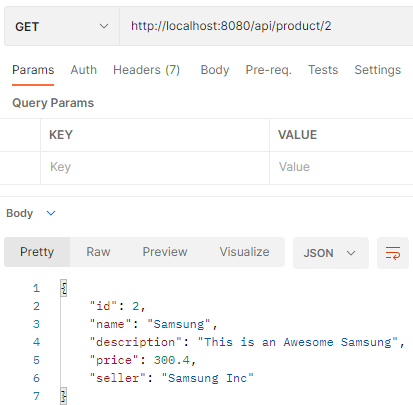 GET http://localhost:8080/api/product/2
Params Auth Headers (7) Body Pre-req. Tests Settings
Query Params
KEY VALUE
Key Value
Body
Pretty Raw Preview Visualize JSON
1 {
2 "id": 2,
3 "name": "Samsung",
4 "description": "This is an Awesome Samsung",
5 "price": 300.4,
6 "seller": "Samsung Inc"
7 }